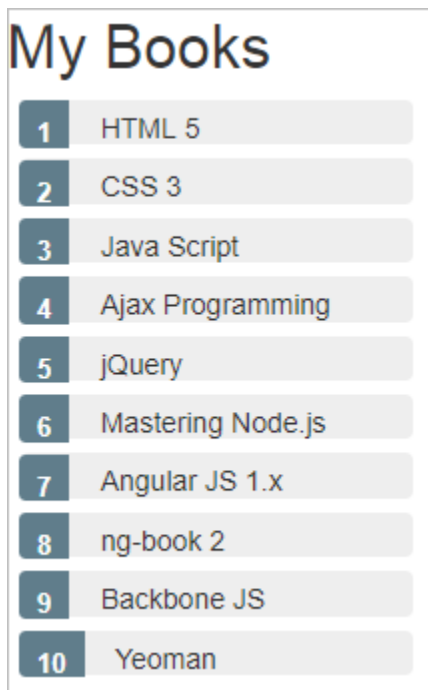 My Books
1 HTML 5
2 CSS 3
3 Java Script
4 Ajax Programming
5 jQuery
6 Mastering Node.js
7 Angular JS 1.x
8 ng-book 2
9 Backbone JS
10 Yeoman